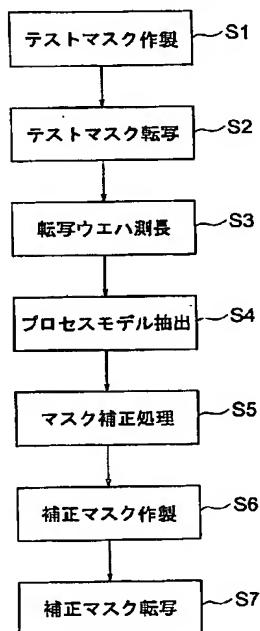 テストマスク作製 S1
テストマスク転写 S2
転写ウエハ測長 S3
プロセスモデル抽出 S4
マスク補正処理 S5
補正マスク作製 S6
補正マスク転写 S7